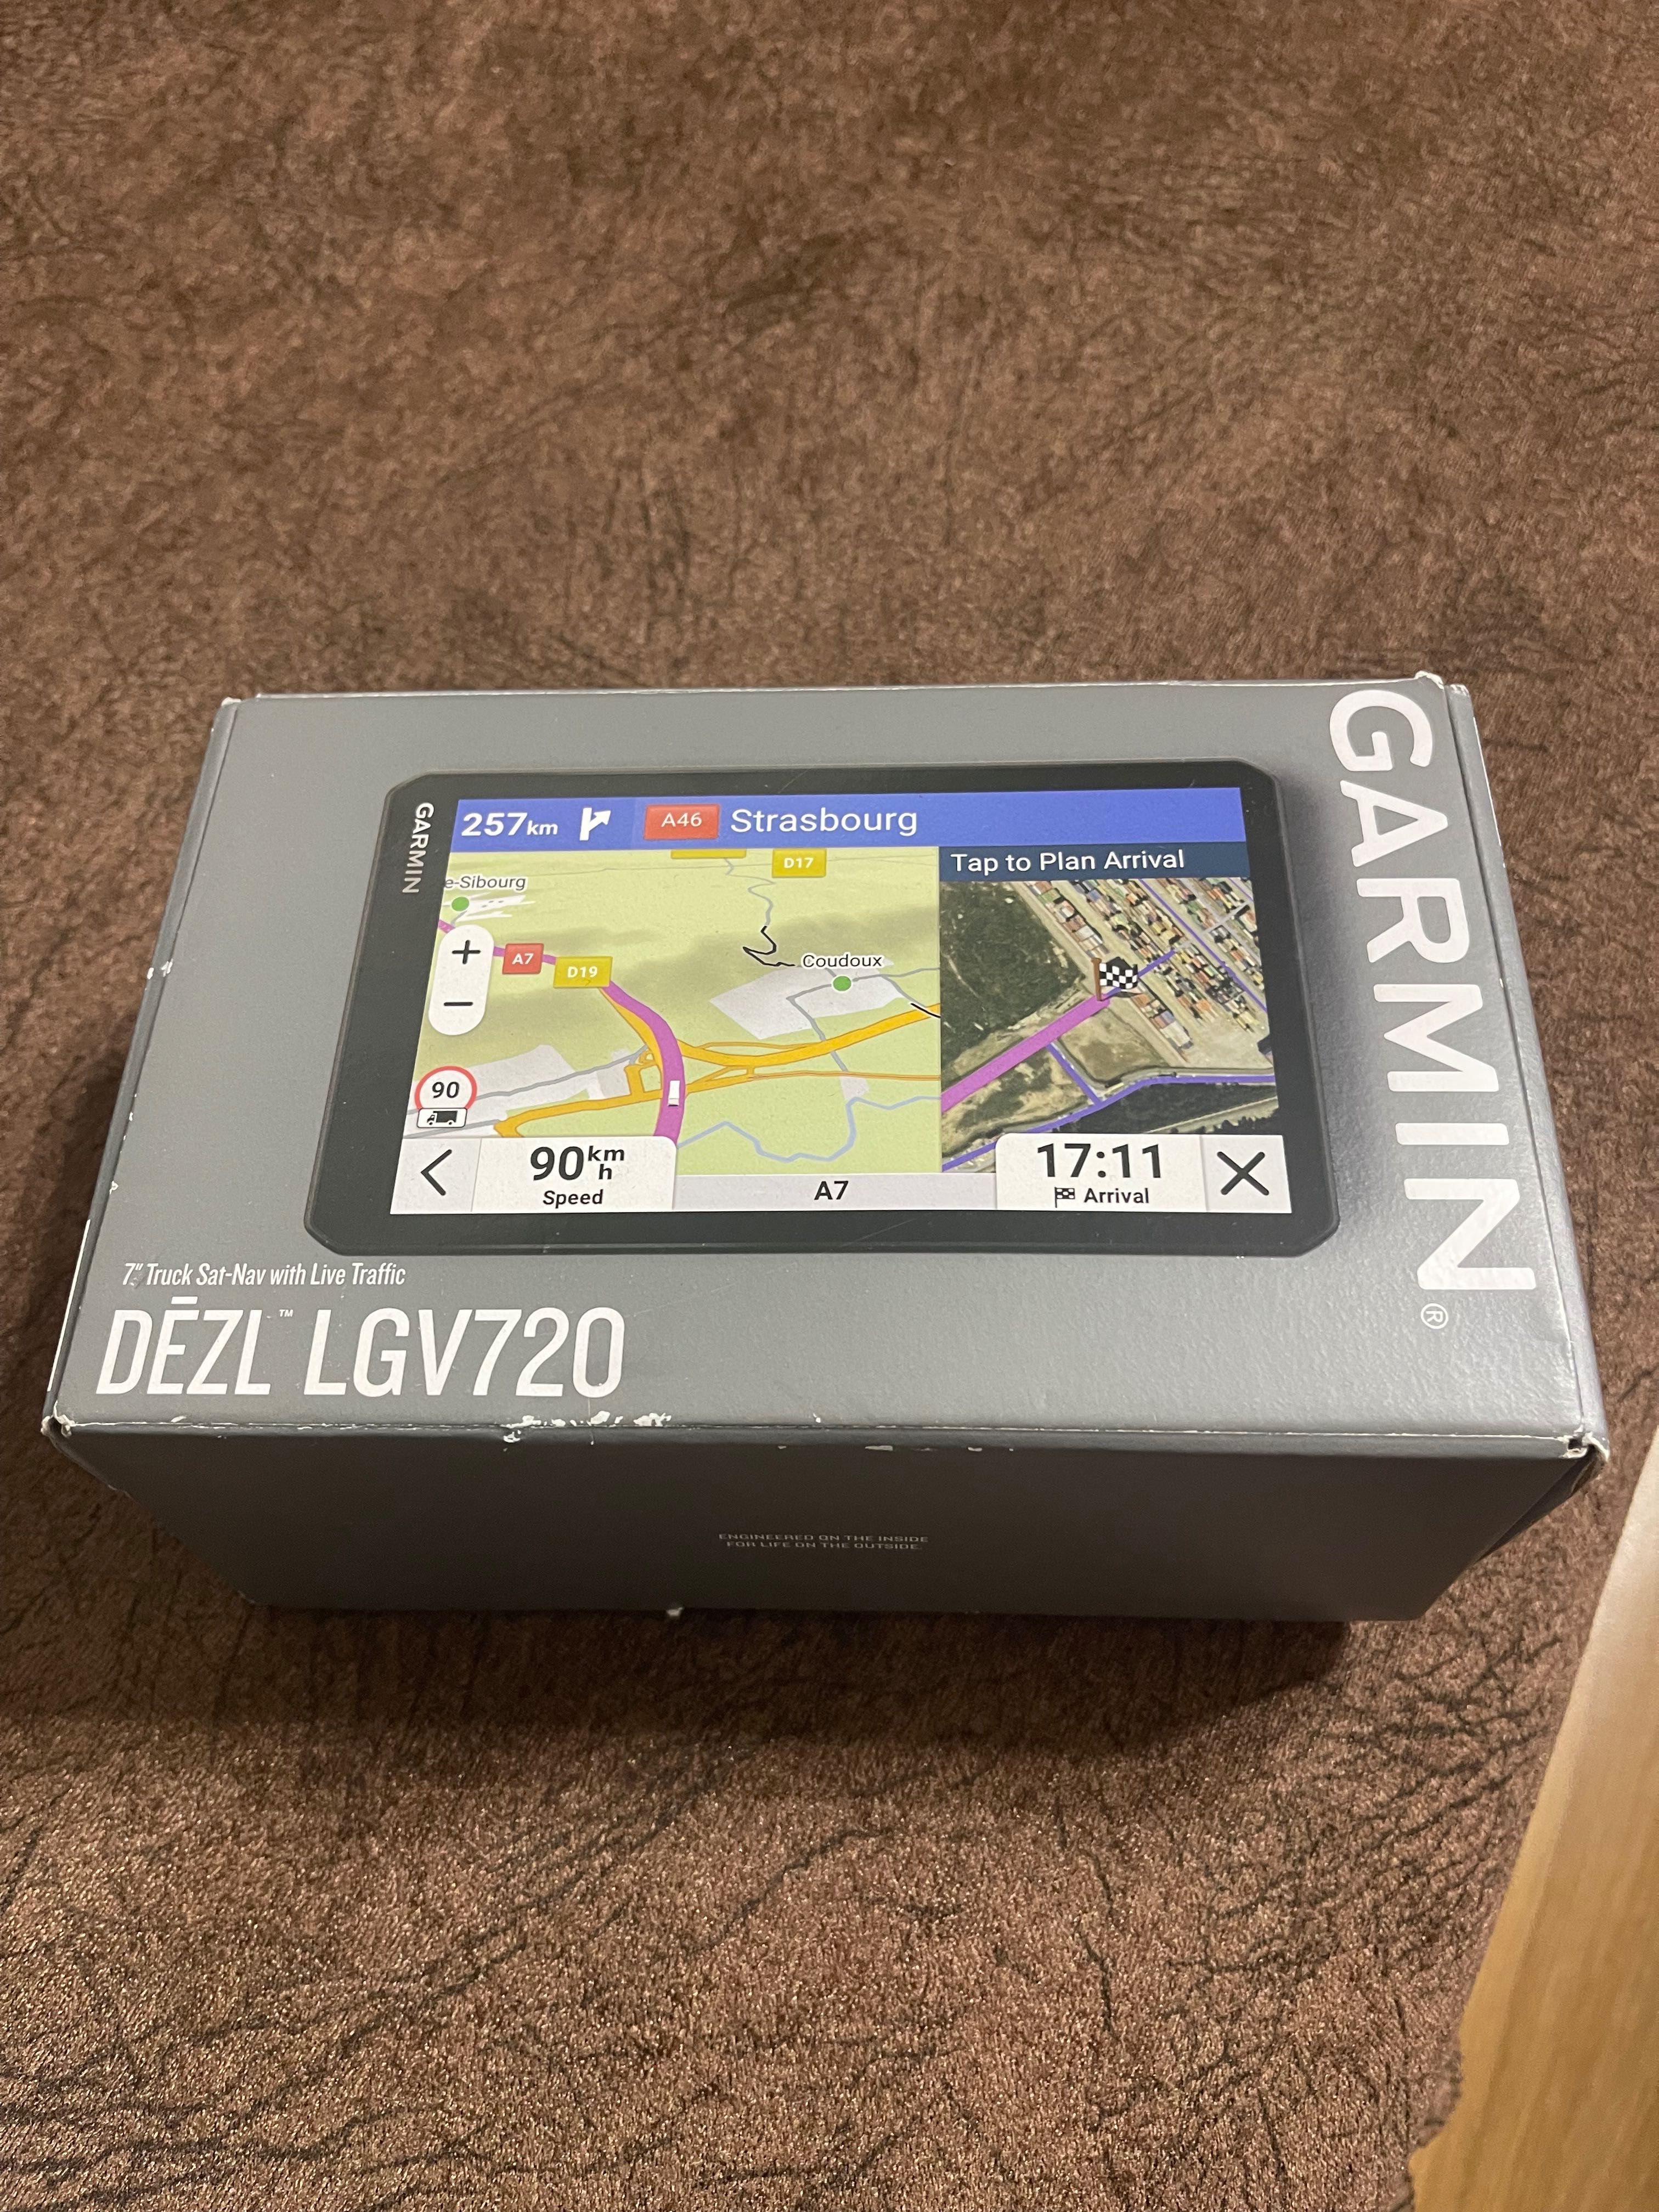 GARMIN®
GARMIN
257km A46 Strasbourg
D17
Tap to Plan Arrival
e-Sibourg
+
A7
D19
Coudoux
−
90
90 km/h
Speed
A7
17:11
Arrival
7" Truck Sat-Nav with Live Traffic
DĒZL™ LGV720
ENGINEERED ON THE INSIDE
FOR LIFE ON THE OUTSIDE.